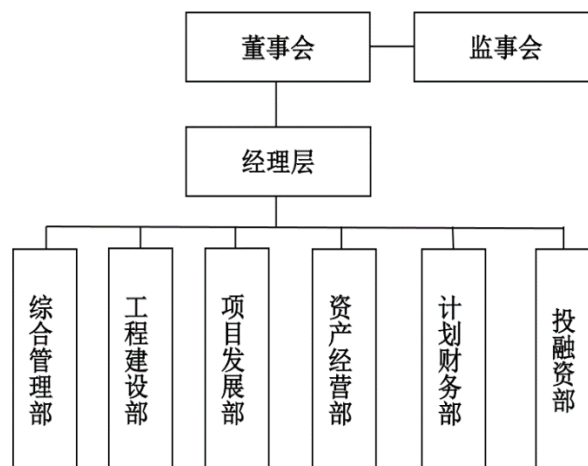 董事会
监事会
经理层
综合管理部
工程建设部
项目发展部
资产经营部
计划财务部
投融资部